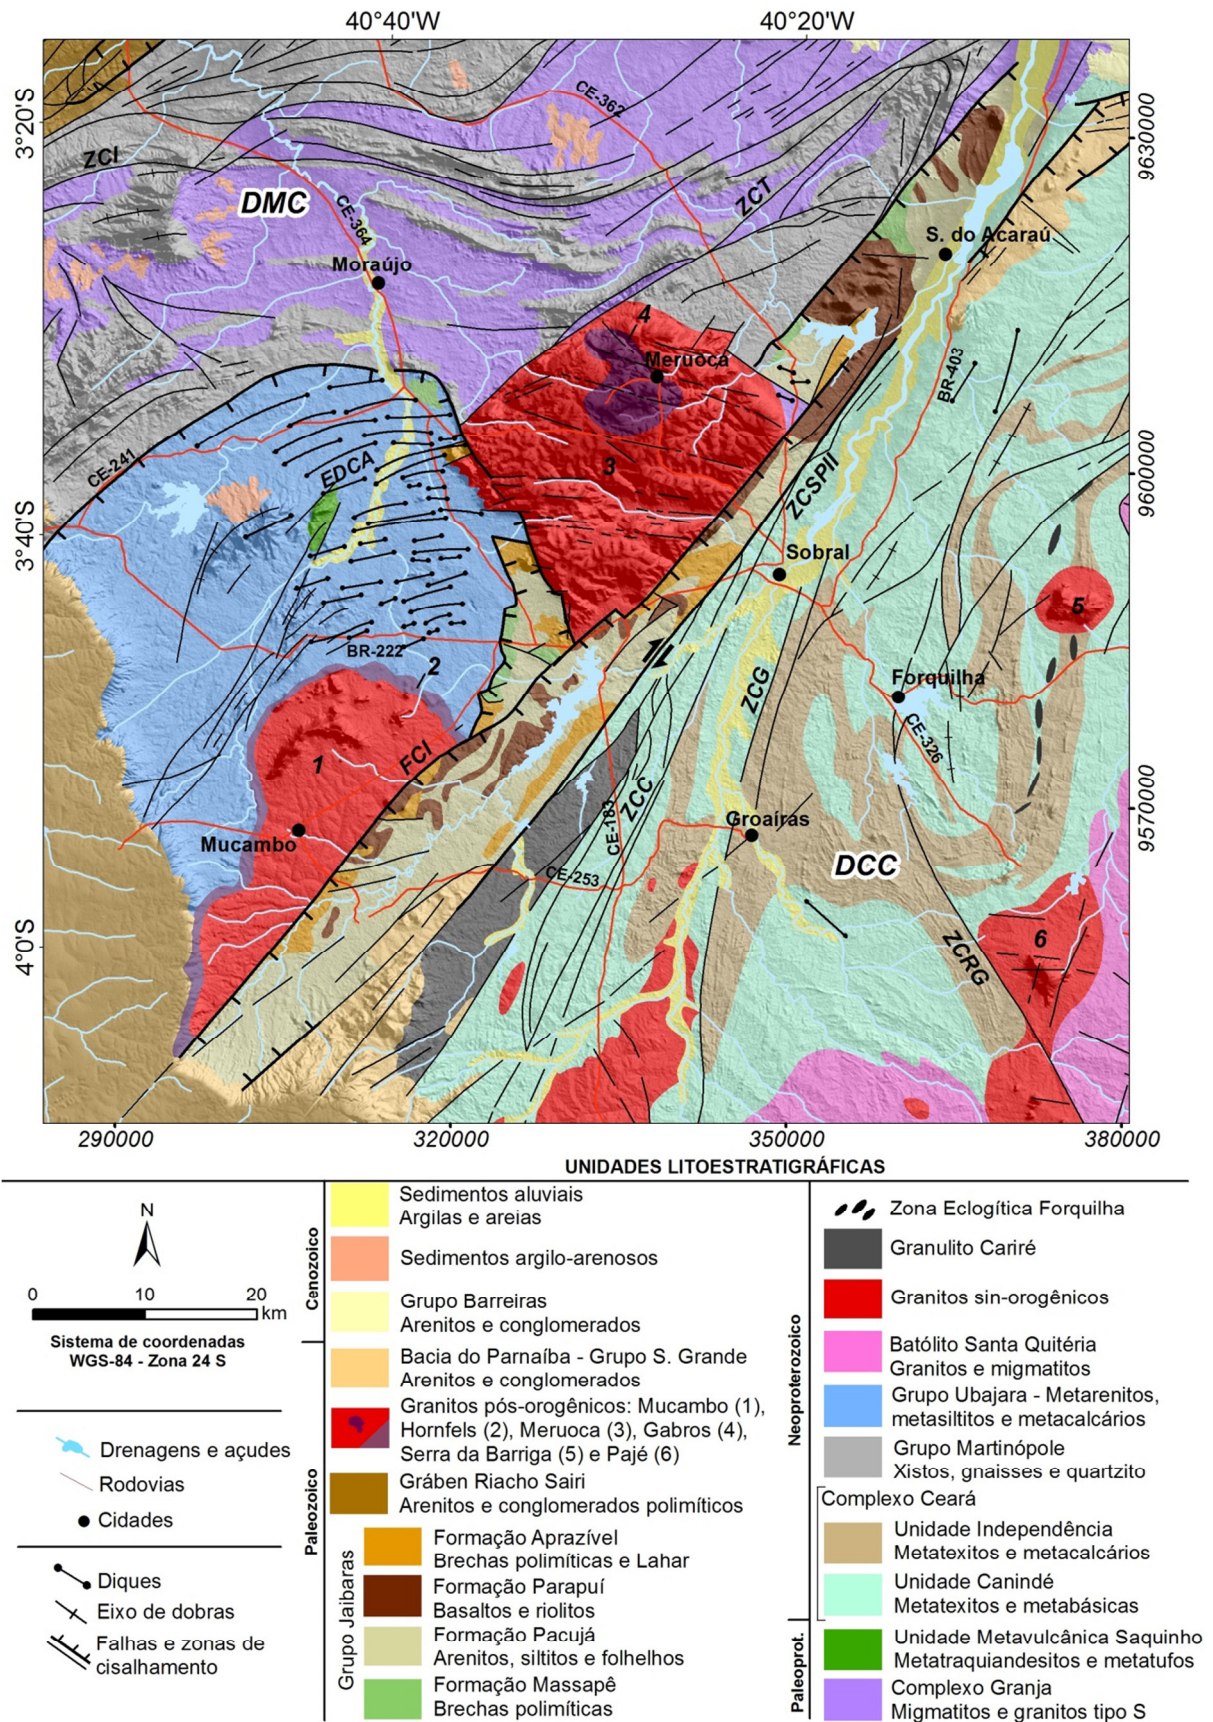 40°40'W
40°20'W
3°20'S
3°40'S
4°0'S
9630000
9600000
9570000
290000
320000
350000
380000
ZCI
DMC
CE-364
CE-362
ZCT
Moraújo
S. do Acaraú
4
Meruoca
BR-403
CE-241
EDCA
3
ZCSPII
Sobral
5
BR-222
2
ZCG
Forquilha
CE-326
1
FCI
Mucambo
CE-183
ZCC
Groaíras
DCC
CE-253
6
ZCRG
UNIDADES LITOESTRATIGRÁFICAS
N
0 10 20
km
Sistema de coordenadas
WGS-84 - Zona 24 S
Drenagens e açudes
Rodovias
Cidades
Diques
Eixo de dobras
Falhas e zonas de
cisalhamento
Cenozoico
Sedimentos aluviais
Argilas e areias
Sedimentos argilo-arenosos
Grupo Barreiras
Arenitos e conglomerados
Paleozoico
Bacia do Parnaíba - Grupo S. Grande
Arenitos e conglomerados
Granitos pós-orogênicos: Mucambo (1),
Hornfels (2), Meruoca (3), Gabros (4),
Serra da Barriga (5) e Pajé (6)
Gráben Riacho Sairi
Arenitos e conglomerados polimíticos
Grupo Jaibaras
Formação Aprazível
Brechas polimíticas e Lahar
Formação Parapuí
Basaltos e riolitos
Formação Pacujá
Arenitos, siltitos e folhelhos
Formação Massapê
Brechas polimíticas
Neoproterozoico
Zona Eclogítica Forquilha
Granulito Cariré
Granitos sin-orogênicos
Batólito Santa Quitéria
Granitos e migmatitos
Grupo Ubajara - Metarenitos,
metasiltitos e metacalcários
Grupo Martinópole
Xistos, gnaisses e quartzito
Complexo Ceará
Unidade Independência
Metatexitos e metacalcários
Unidade Canindé
Metatexitos e metabásicas
Paleoprot.
Unidade Metavulcânica Saquinho
Metatraquiandesitos e metatufos
Complexo Granja
Migmatitos e granitos tipo S